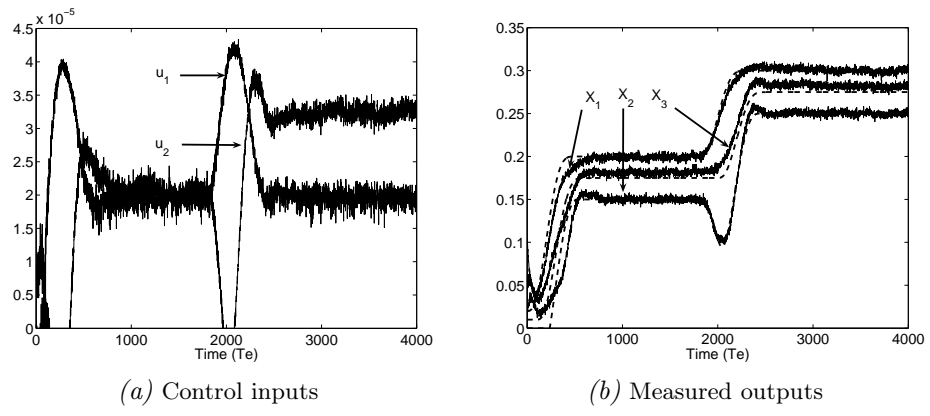 x 10⁻⁵
4.5
4
3.5
3
2.5
2
1.5
1
0.5
0
u₁
u₂
0 1000 2000 3000 4000
Time (Te)
(a) Control inputs
0.35
0.3
0.25
0.2
0.15
0.1
0.05
0
X₁ X₂ X₃
0 1000 2000 3000 4000
Time (Te)
(b) Measured outputs